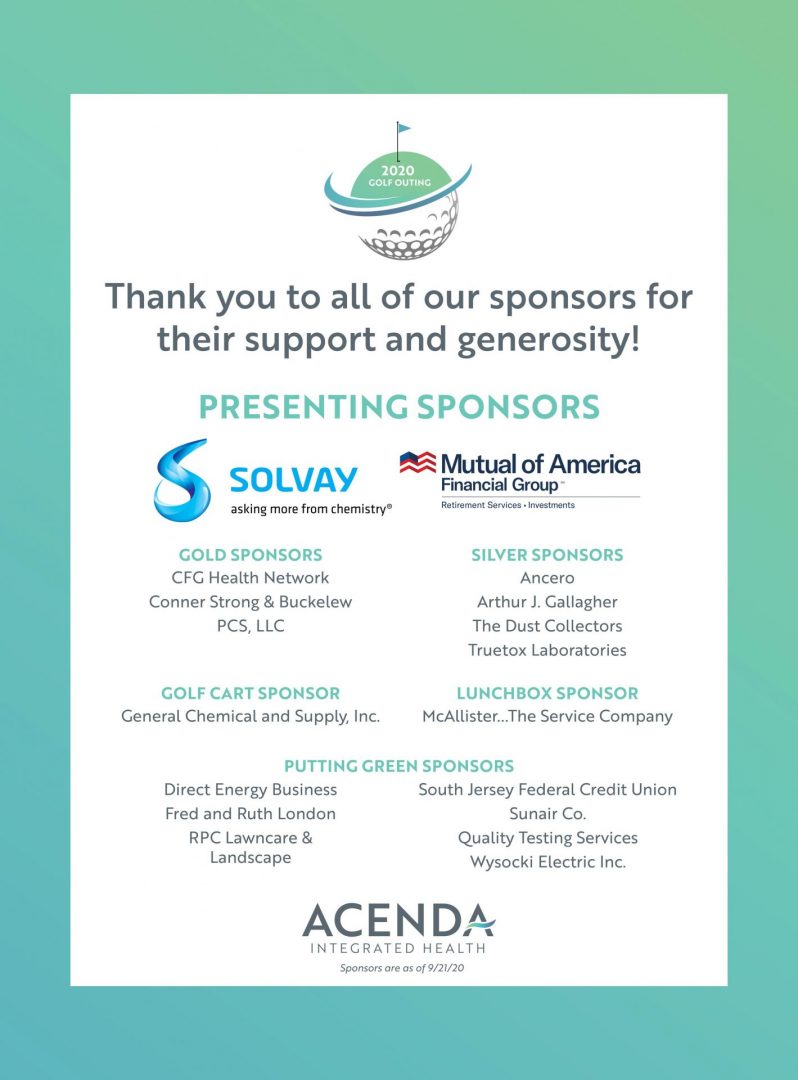 2020
GOLF OUTING
Thank you to all of our sponsors for
their support and generosity!
PRESENTING SPONSORS
SOLVAY
asking more from chemistry®
Mutual of America
Financial Group℠
Retirement Services • Investments
GOLD SPONSORS
CFG Health Network
Conner Strong & Buckelew
PCS, LLC
SILVER SPONSORS
Ancero
Arthur J. Gallagher
The Dust Collectors
Truetox Laboratories
GOLF CART SPONSOR
General Chemical and Supply, Inc.
LUNCHBOX SPONSOR
McAllister...The Service Company
PUTTING GREEN SPONSORS
Direct Energy Business
Fred and Ruth London
RPC Lawncare &
Landscape
South Jersey Federal Credit Union
Sunair Co.
Quality Testing Services
Wysocki Electric Inc.
ACENDA
INTEGRATED HEALTH
Sponsors are as of 9/21/20